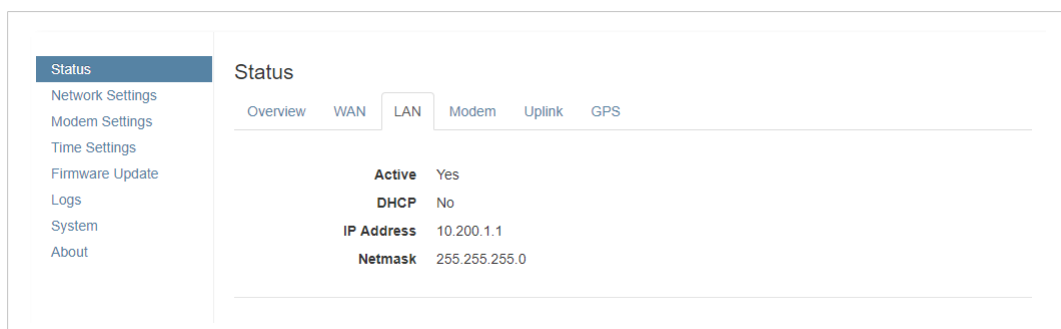 Status
Network Settings
Modem Settings
Time Settings
Firmware Update
Logs
System
About
Status
Overview WAN LAN Modem Uplink GPS
Active Yes
DHCP No
IP Address 10.200.1.1
Netmask 255.255.255.0